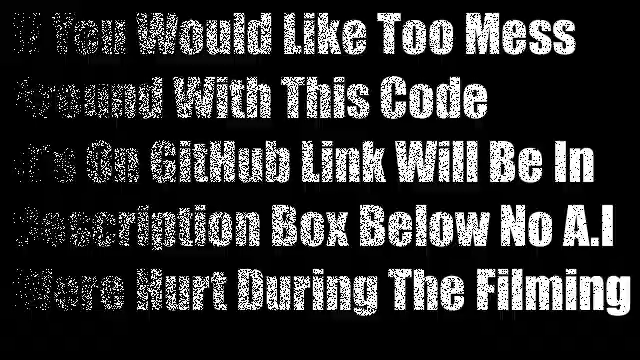 If You Would Like Too Mess
Around With This Code
It's On GitHub Link Will Be In
Description Box Below No A.I
Were Hurt During The Filming